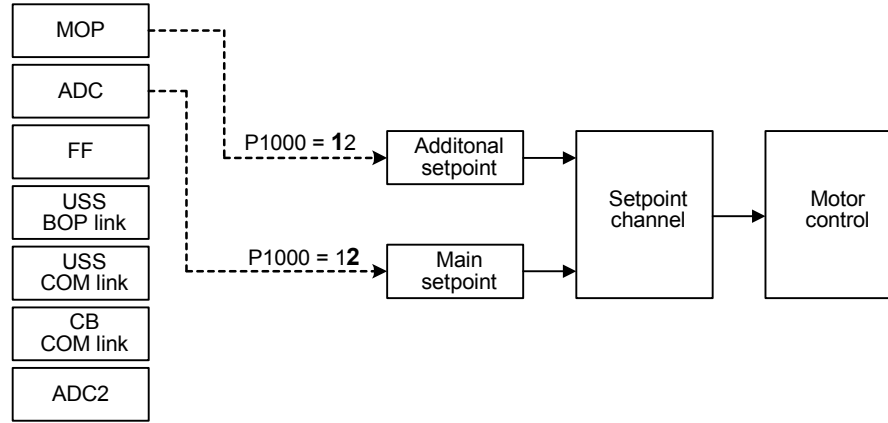 MOP
ADC
FF
USS
BOP link
USS
COM link
CB
COM link
ADC2
P1000 = 12
P1000 = 12
Additonal
setpoint
Main
setpoint
Setpoint
channel
Motor
control